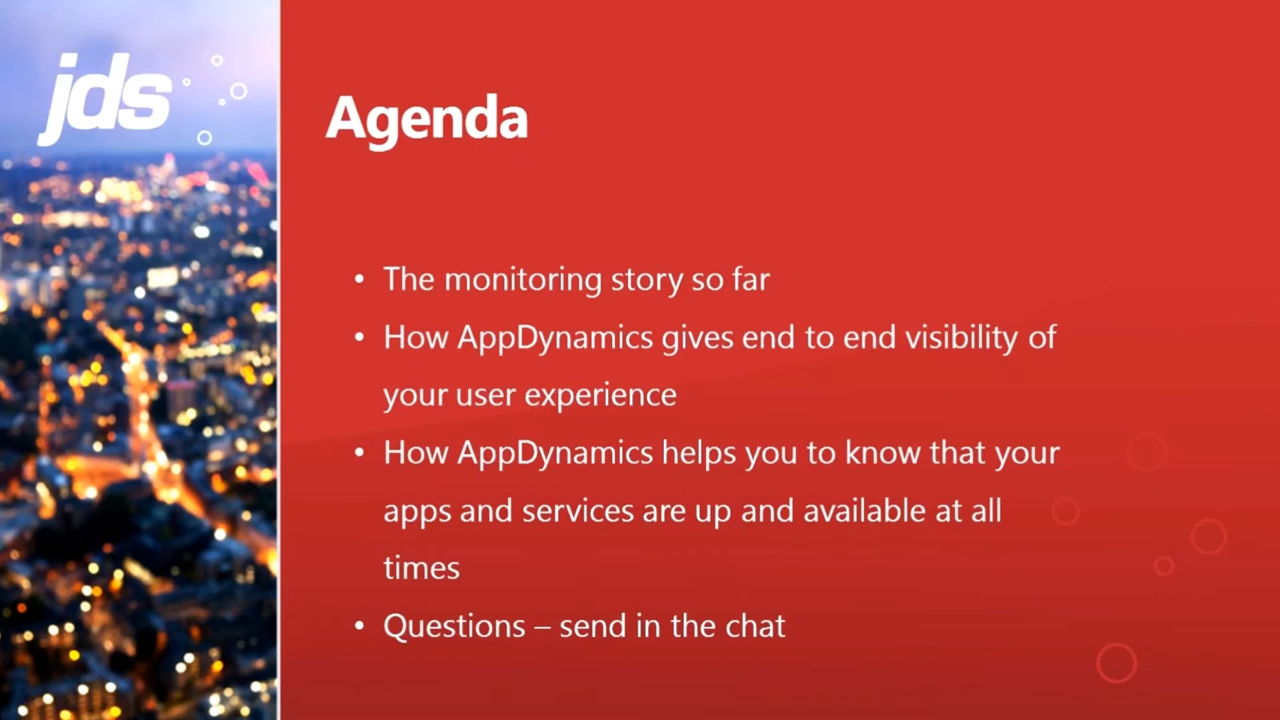 jds
Agenda
• The monitoring story so far
• How AppDynamics gives end to end visibility of
your user experience
• How AppDynamics helps you to know that your
apps and services are up and available at all
times
• Questions – send in the chat